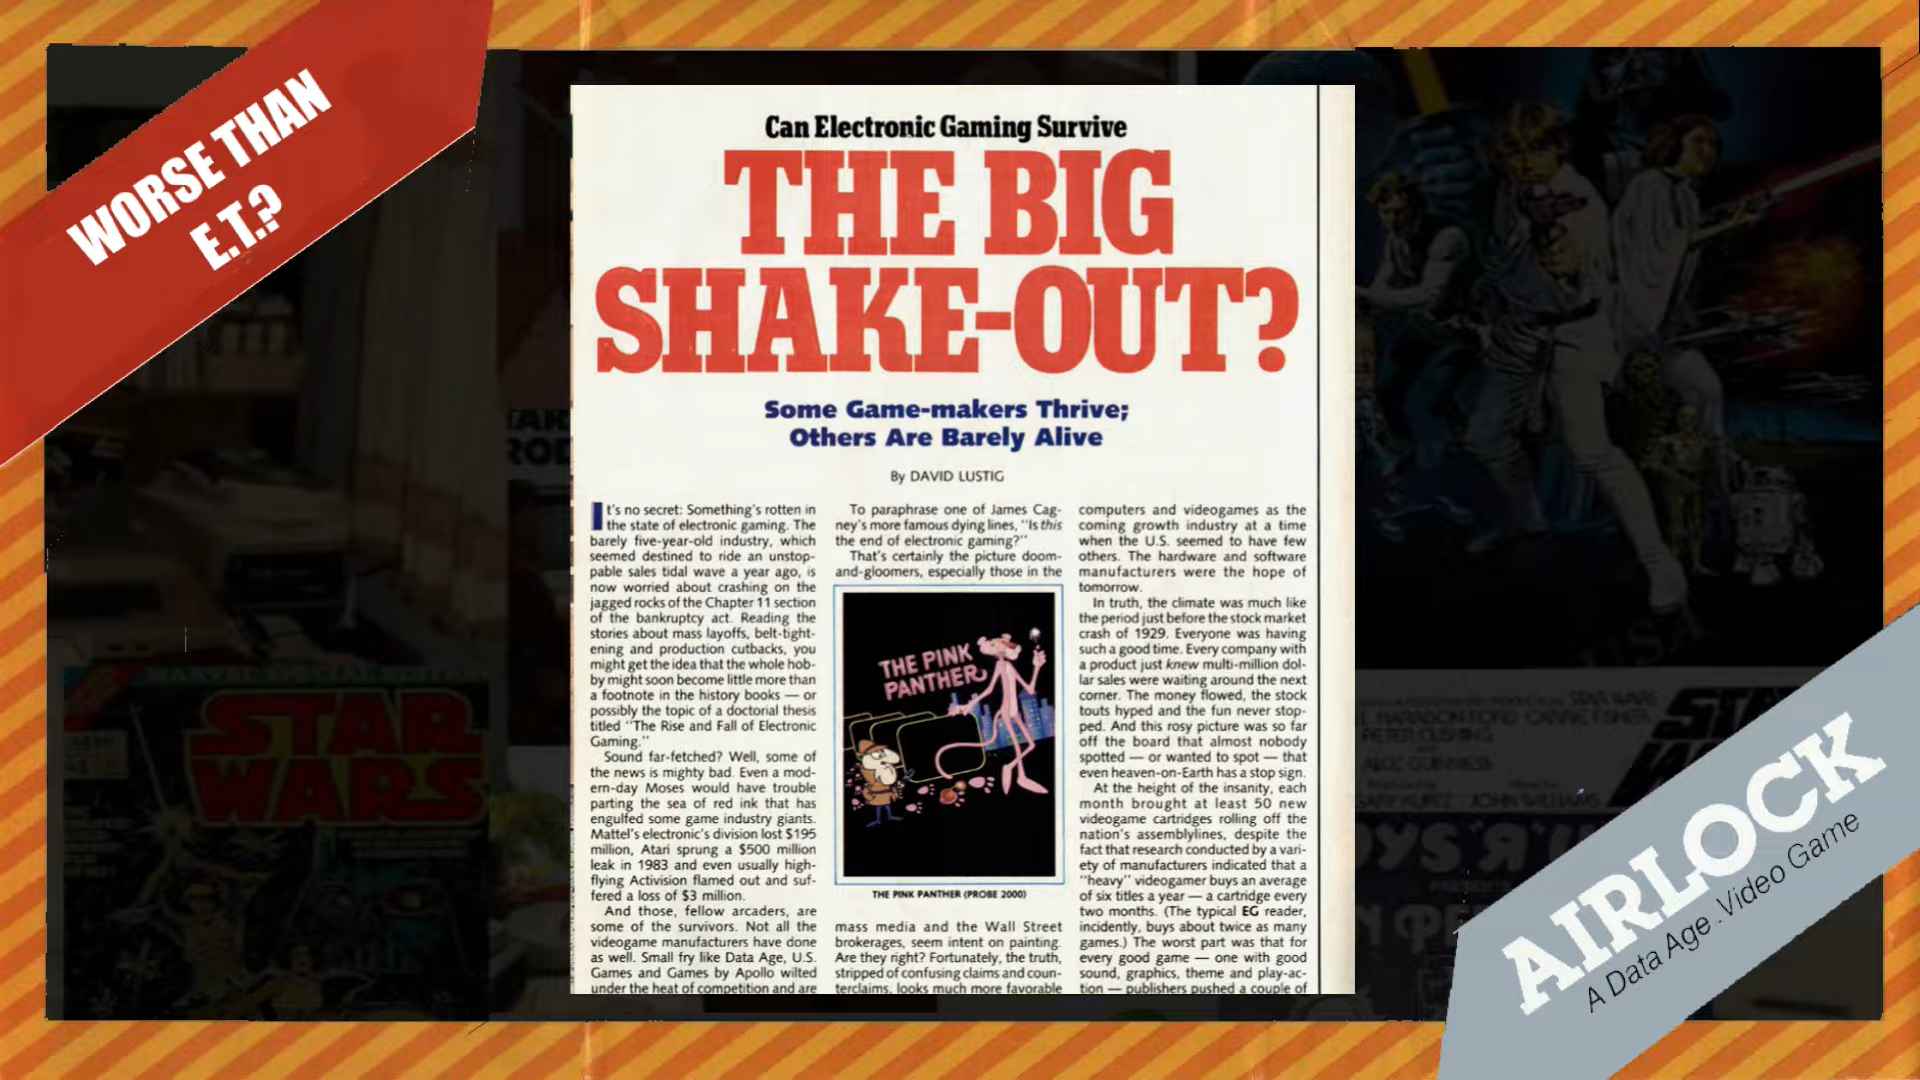 WORSE THAN
E.T.?
Can Electronic Gaming Survive
THE BIG
SHAKE-OUT?
Some Game-makers Thrive;
Others Are Barely Alive
By DAVID LUSTIG
It's no secret: Something's rotten in
the state of electronic gaming. The
barely five-year-old industry, which
seemed destined to ride an unstop-
pable sales tidal wave a year ago, is
now worried about crashing on the
jagged rocks of the Chapter 11 section
of the bankruptcy act. Reading the
stories about mass layoffs, belt-tight-
ening and production cutbacks, you
might get the idea that the whole hob-
by might soon become little more than
a footnote in the history books — or
possibly the topic of a doctorial thesis
titled "The Rise and Fall of Electronic
Gaming."
Sound far-fetched? Well, some of
the news is mighty bad. Even a mod-
ern-day Moses would have trouble
parting the sea of red ink that has
engulfed some game industry giants.
Mattel's electronic's division lost $195
million, Atari sprung a $500 million
leak in 1983 and even usually high-
flying Activision flamed out and suf-
fered a loss of $3 million.
And those, fellow arcaders, are
some of the survivors. Not all the
videogame manufacturers have done
as well. Small fry like Data Age, U.S.
Games and Games by Apollo wilted
under the heat of competition and are
To paraphrase one of James Cag-
ney's more famous dying lines, "Is this
the end of electronic gaming?"
That's certainly the picture doom-
and-gloomers, especially those in the
THE PINK
PANTHER
THE PINK PANTHER (PROBE 2000)
mass media and the Wall Street
brokerages, seem intent on painting.
Are they right? Fortunately, the truth,
stripped of confusing claims and coun-
terclaims, looks much more favorable
computers and videogames as the
coming growth industry at a time
when the U.S. seemed to have few
others. The hardware and software
manufacturers were the hope of
tomorrow.
In truth, the climate was much like
the period just before the stock market
crash of 1929. Everyone was having
such a good time. Every company with
a product just knew multi-million dol-
lar sales were waiting around the next
corner. The money flowed, the stock
touts hyped and the fun never stop-
ped. And this rosy picture was so far
off the board that almost nobody
spotted — or wanted to spot — that
even heaven-on-Earth has a stop sign.
At the height of the insanity, each
month brought at least 50 new
videogame cartridges rolling off the
nation's assemblylines, despite the
fact that research conducted by a vari-
ety of manufacturers indicated that a
"heavy" videogamer buys an average
of six titles a year — a cartridge every
two months. (The typical EG reader,
incidently, buys about twice as many
games.) The worst part was that for
every good game — one with good
sound, graphics, theme and play-ac-
tion — publishers pushed a couple of
MARVEL SPECIAL EDITION
STAR
WARS
AIRLOCK
A Data Age .Video Game